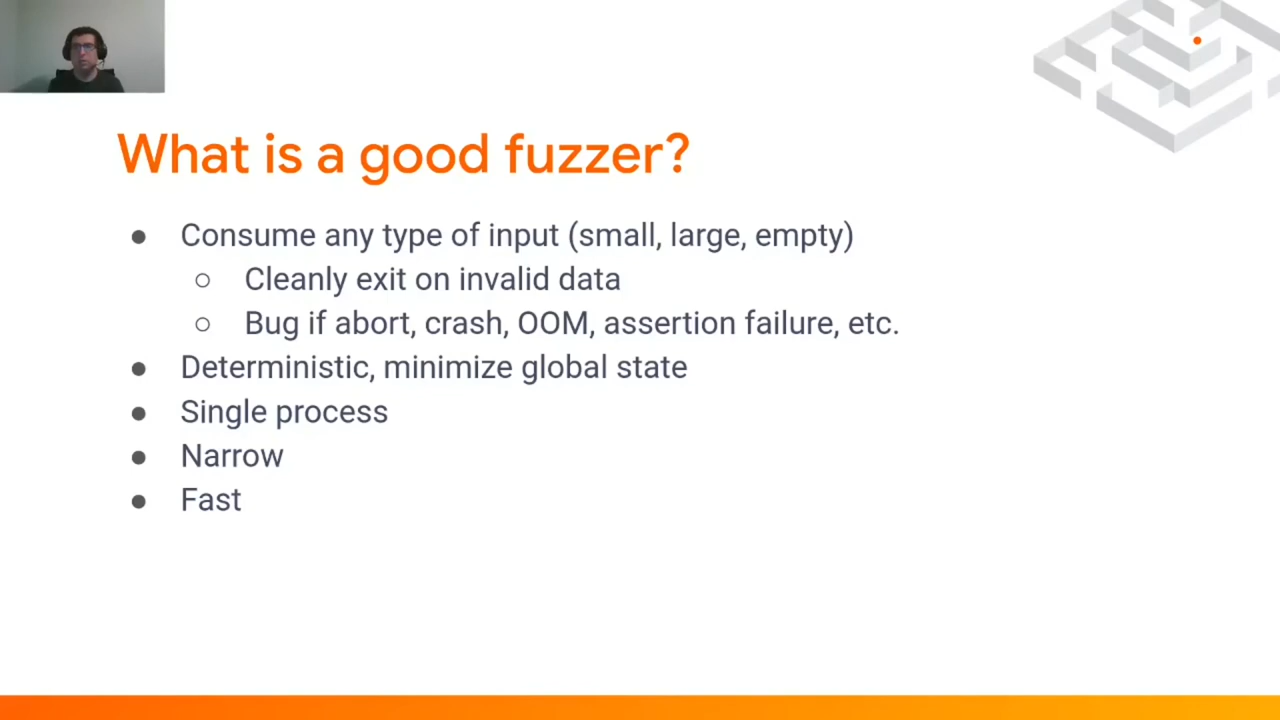 What is a good fuzzer?
● Consume any type of input (small, large, empty)
○ Cleanly exit on invalid data
○ Bug if abort, crash, OOM, assertion failure, etc.
● Deterministic, minimize global state
● Single process
● Narrow
● Fast